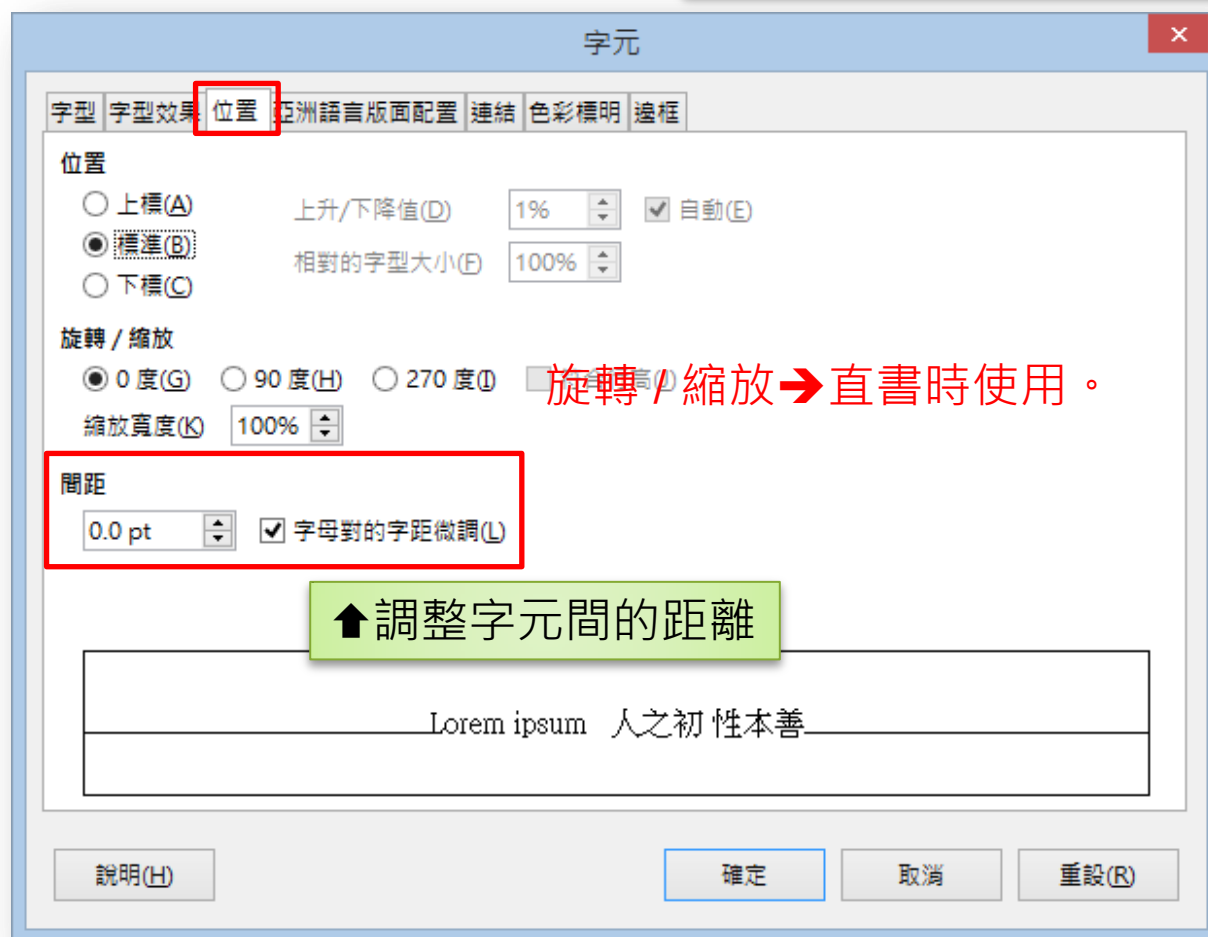 字元
字型 字型效果 位置 亞洲語言版面配置 連結 色彩標明 邊框
位置
上標(A) 上升/下降值(D) 1% 自動(E)
標準(B)
相對的字型大小(F) 100%
下標(C)
旋轉 / 縮放
0 度(G) 90 度(H) 270 度(I)
旋轉 / 縮放➔直書時使用。
縮放寬度(K) 100%
間距
0.0 pt 字母對的字距微調(L)
⬆調整字元間的距離
Lorem ipsum 人之初 性本善
說明(H) 確定 取消 重設(R)